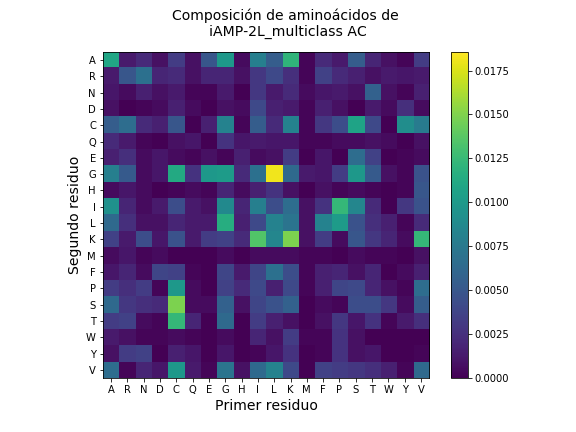 Composición de aminoácidos de
iAMP-2L_multiclass AC
Segundo residuo
A
R
N
D
C
Q
E
G
H
I
L
K
M
F
P
S
T
W
Y
V
A R N D C Q E G H I L K M F P S T W Y V
Primer residuo
0.0175
0.0150
0.0125
0.0100
0.0075
0.0050
0.0025
0.0000